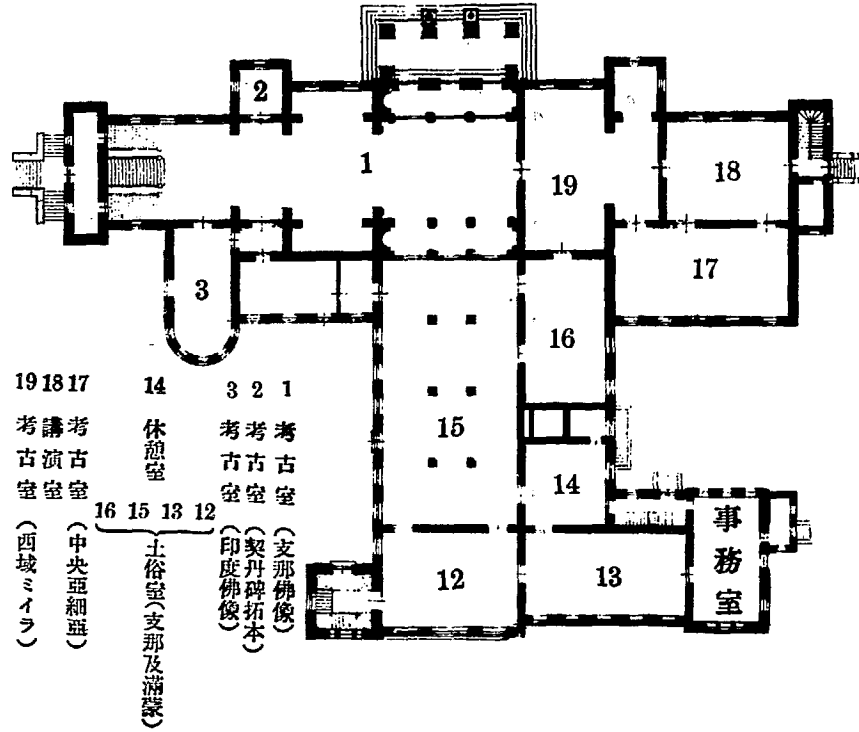 2
1
18
19
3
17
16
15
14
12
13
事務室
1 考古室(支那佛像)
2 考古室(契丹碑拓本)
3 考古室(印度佛像)
12 13 15 16 土俗室(支那及滿蒙)
14 休憩室
17 考古室(中央亞細亞)
18 講演室
19 考古室(西域ミイラ)